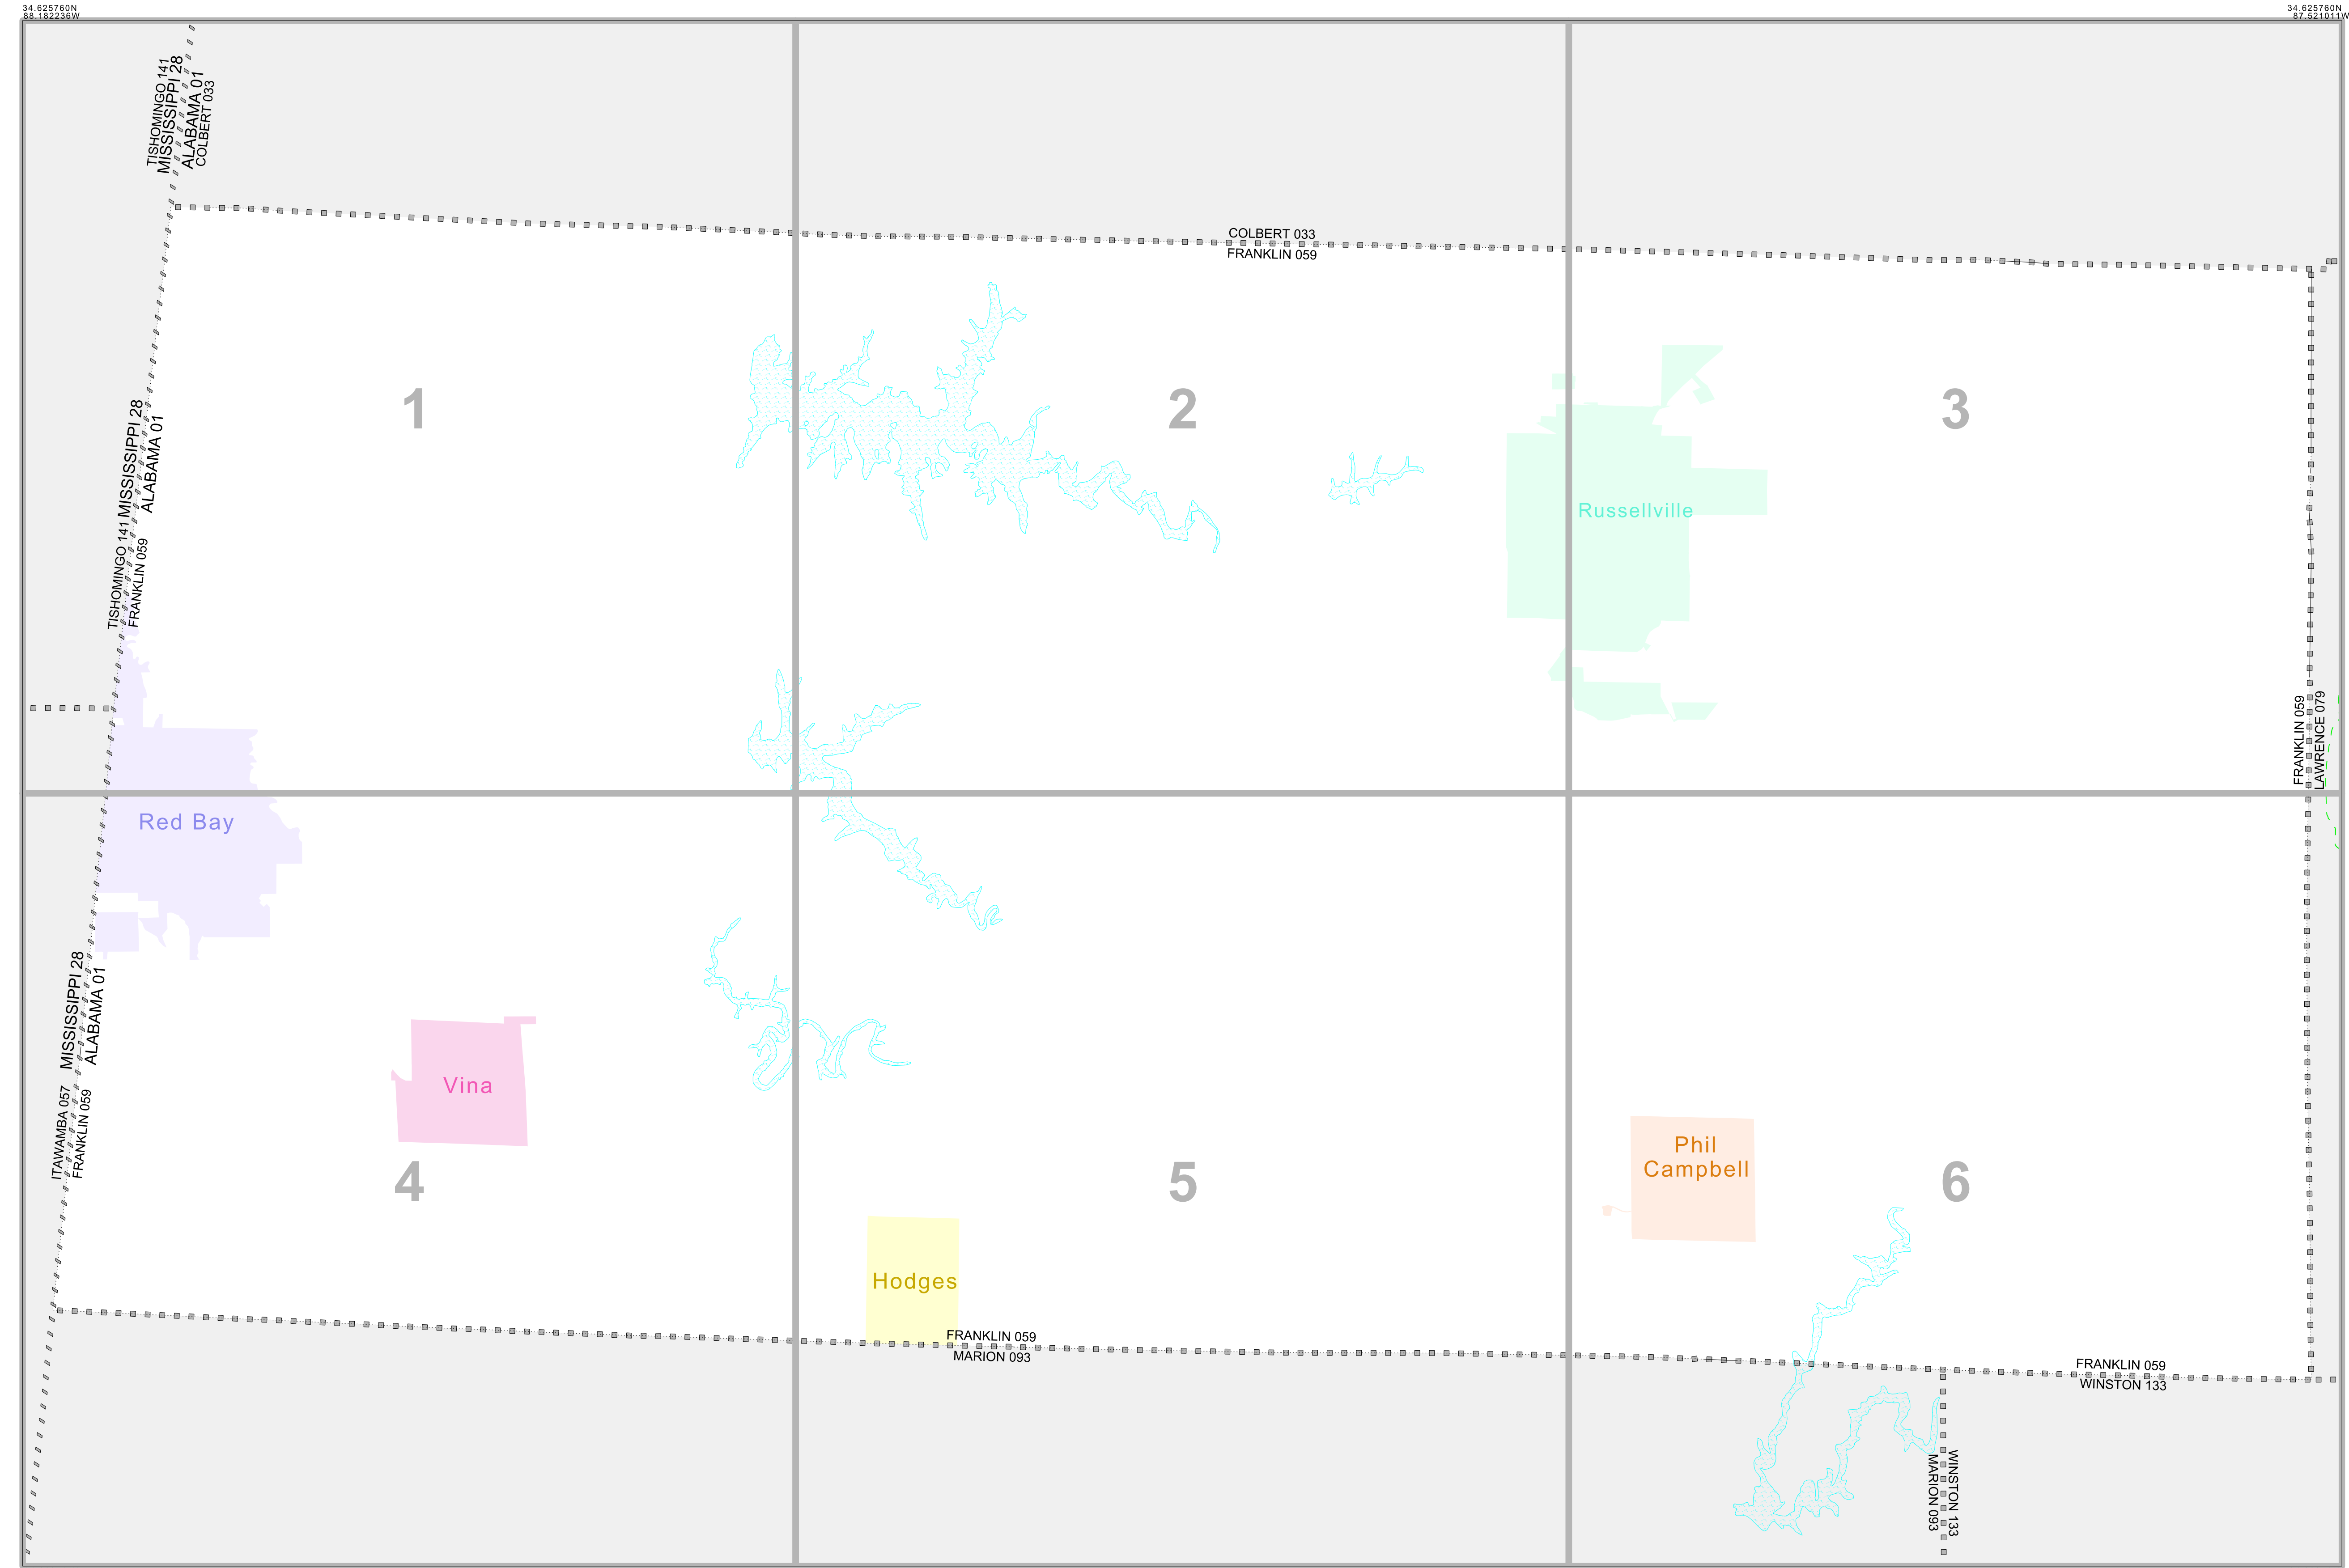 34.625760N
88.182236W
34.625760N
87.521011W
TISHOMINGO 141
MISSISSIPPI 28
ALABAMA 01
COLBERT 033
COLBERT 033
FRANKLIN 059
1
2
3
MISSISSIPPI 28
ALABAMA 01
TISHOMINGO 141
FRANKLIN 059
Russellville
FRANKLIN 059
LAWRENCE 079
Red Bay
MISSISSIPPI 28
ALABAMA 01
ITAWAMBA 057
FRANKLIN 059
Vina
Phil
Campbell
4
5
6
Hodges
FRANKLIN 059
MARION 093
FRANKLIN 059
WINSTON 133
MARION 093
WINSTON 133